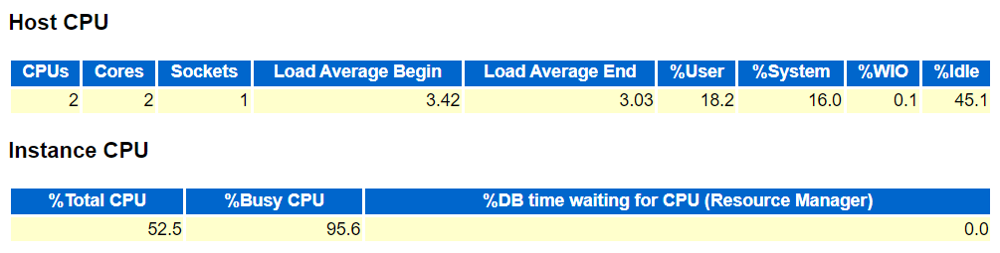 Host CPU
CPUs Cores Sockets Load Average Begin Load Average End %User %System %WIO %Idle
2 2 1 3.42 3.03 18.2 16.0 0.1 45.1
Instance CPU
%Total CPU %Busy CPU %DB time waiting for CPU (Resource Manager)
52.5 95.6 0.0